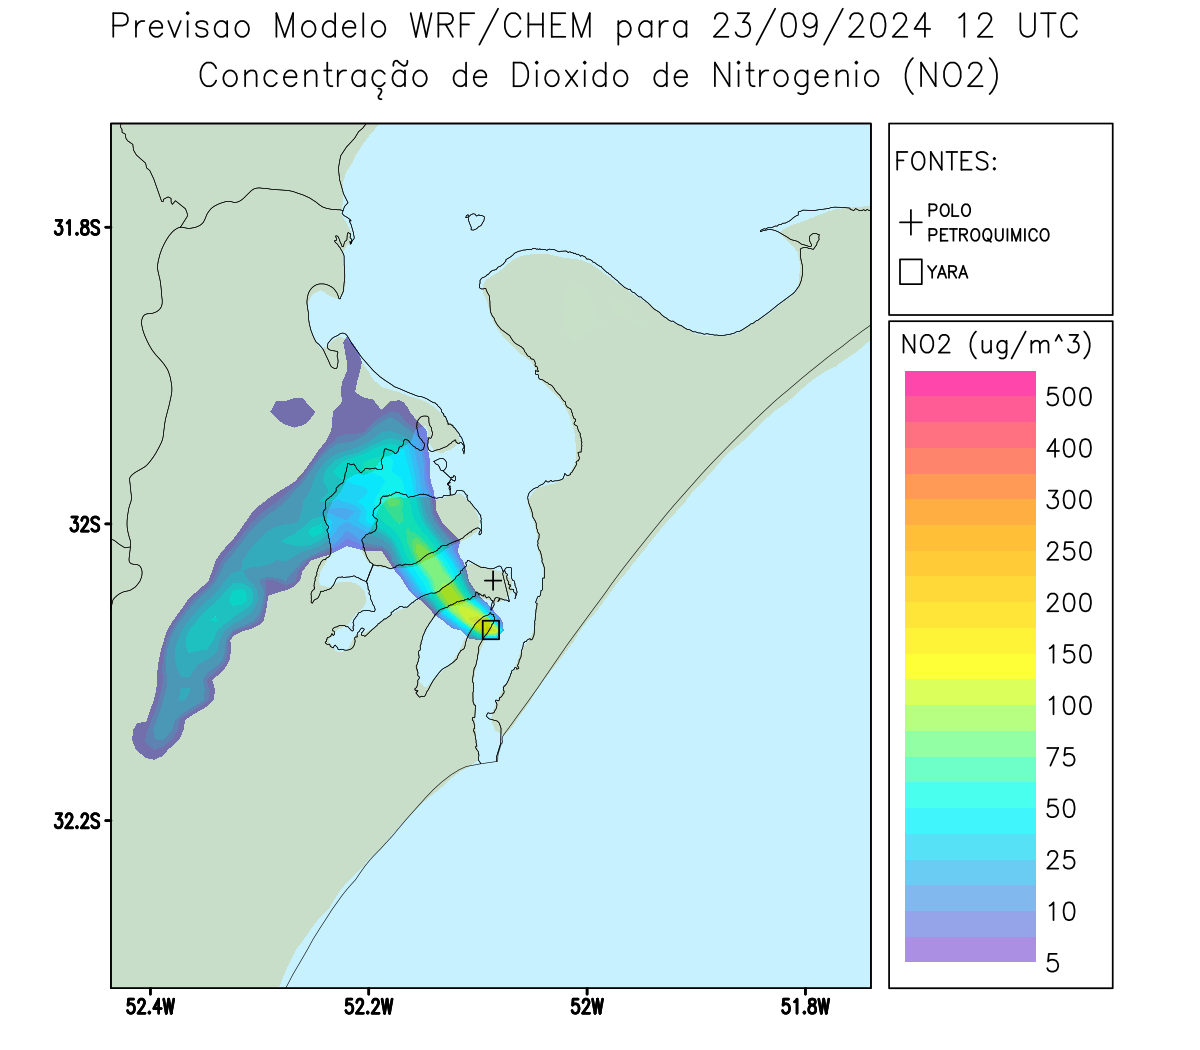 Previsao Modelo WRF/CHEM para 23/09/2024 12 UTC
Concentração de Dioxido de Nitrogenio (NO2)
FONTES:
POLO
PETROQUIMICO
YARA
NO2 (ug/m^3)
500
400
300
250
200
150
100
75
50
25
10
5
31.8S
32S
32.2S
52.4W
52.2W
52W
51.8W